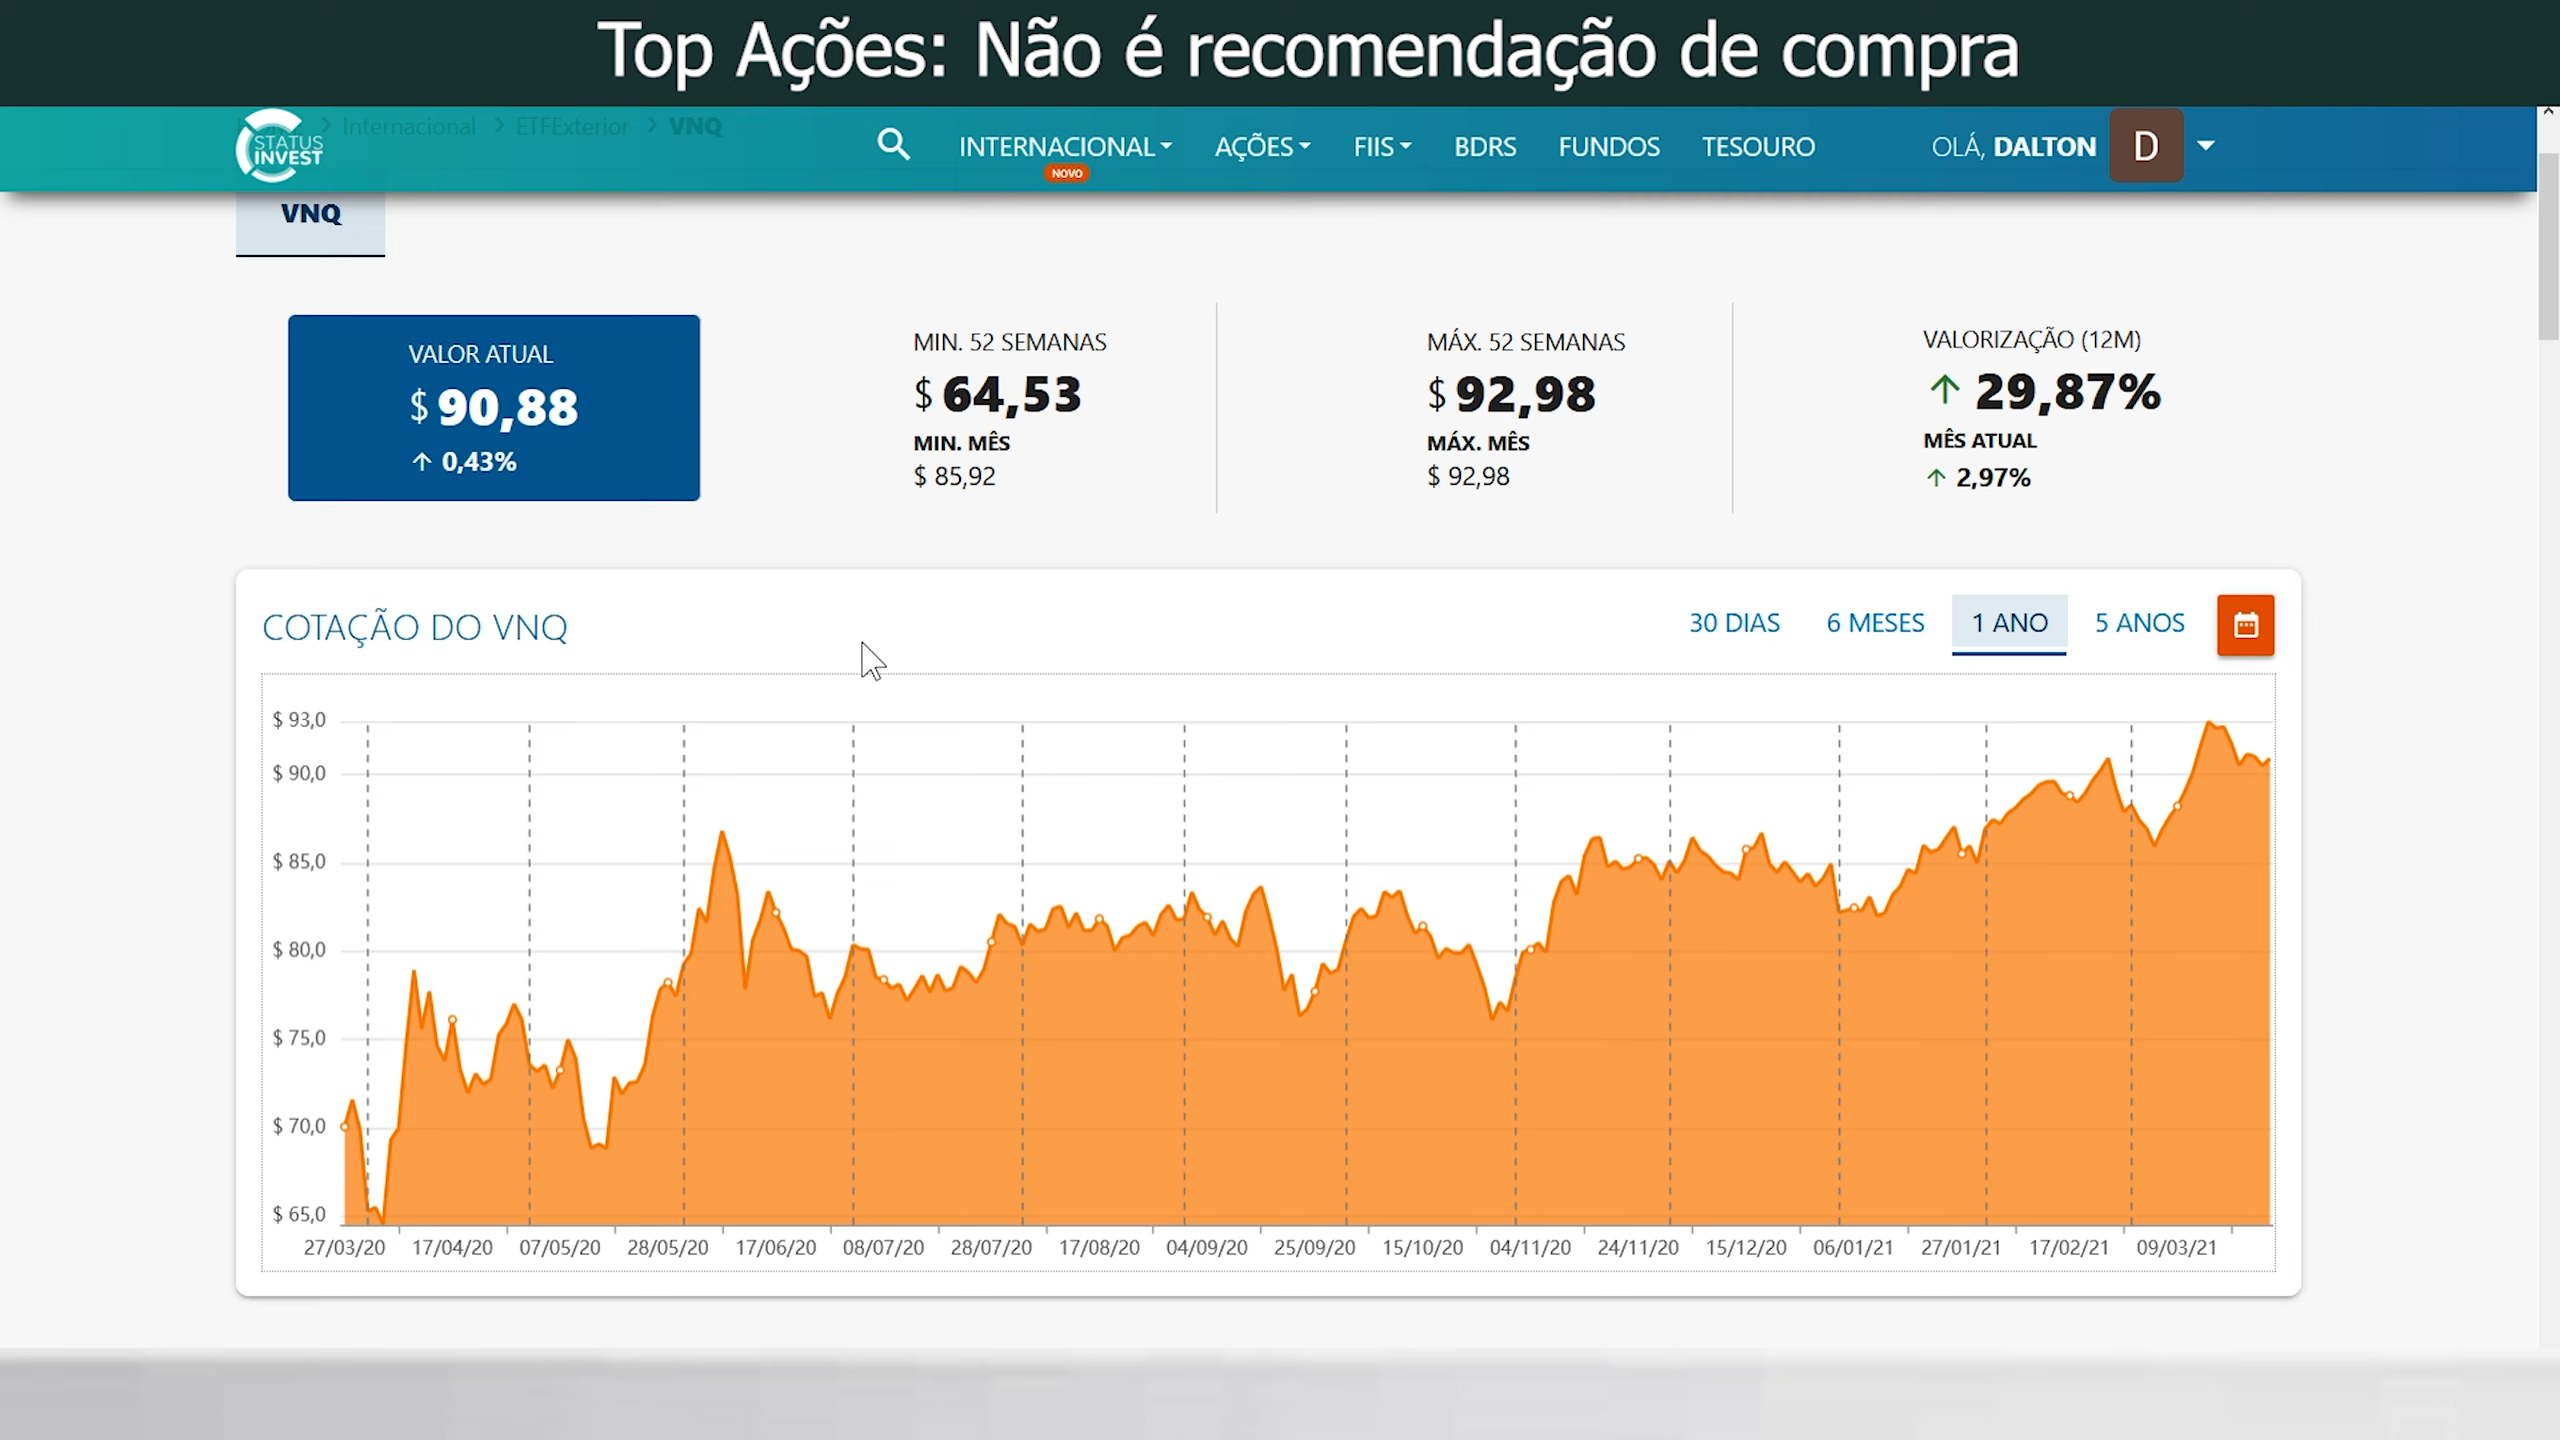 Top Ações: Não é recomendação de compra
STATUS
INVEST
Internacional > ETFExterior > VNQ
INTERNACIONAL
NOVO
AÇÕES
FIIS
BDRS
FUNDOS
TESOURO
OLÁ, DALTON
D
VNQ
VALOR ATUAL
$ 90,88
↑ 0,43%
MIN. 52 SEMANAS
$ 64,53
MIN. MÊS
$ 85,92
MÁX. 52 SEMANAS
$ 92,98
MÁX. MÊS
$ 92,98
VALORIZAÇÃO (12M)
↑ 29,87%
MÊS ATUAL
↑ 2,97%
COTAÇÃO DO VNQ
30 DIAS
6 MESES
1 ANO
5 ANOS
$ 93,0
$ 90,0
$ 85,0
$ 80,0
$ 75,0
$ 70,0
$ 65,0
27/03/20 17/04/20 07/05/20 28/05/20 17/06/20 08/07/20 28/07/20 17/08/20 04/09/20 25/09/20 15/10/20 04/11/20 24/11/20 15/12/20 06/01/21 27/01/21 17/02/21 09/03/21